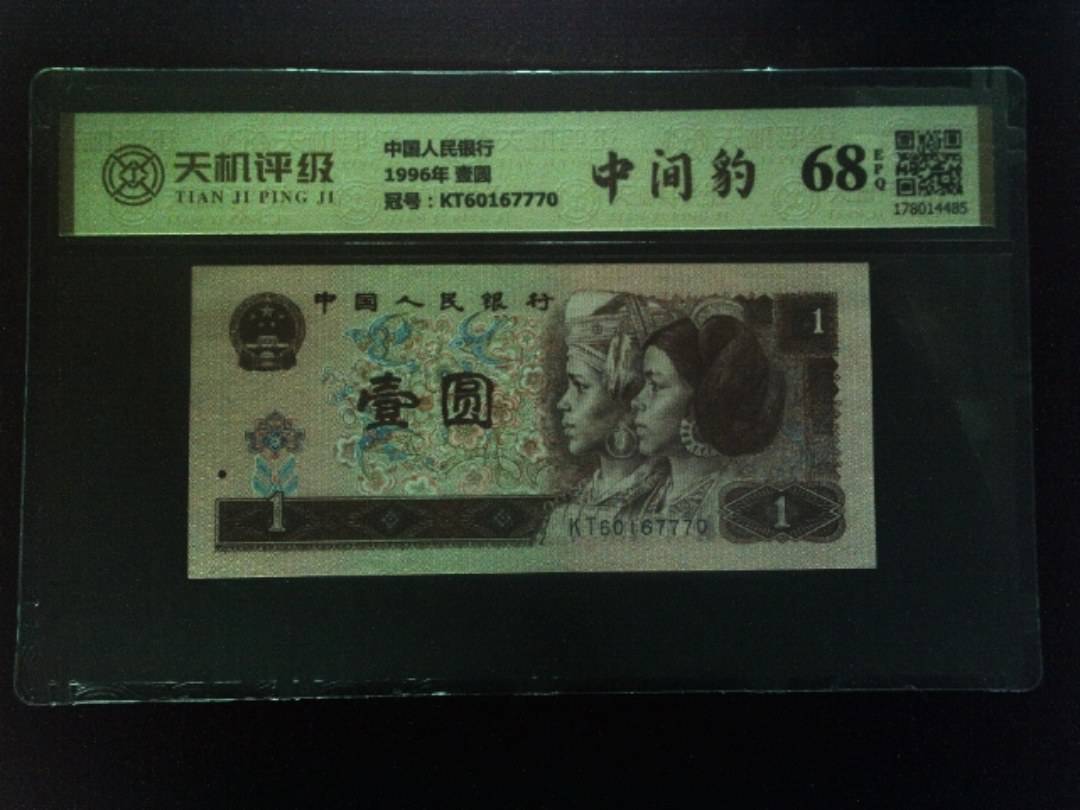 天机评级
TIAN JI PING JI
中国人民银行
1996年 壹圆
冠号：KT60167770
中间豹
68
EPQ
178014485
中国人民银行
1
壹圆
1
KT60167770
1